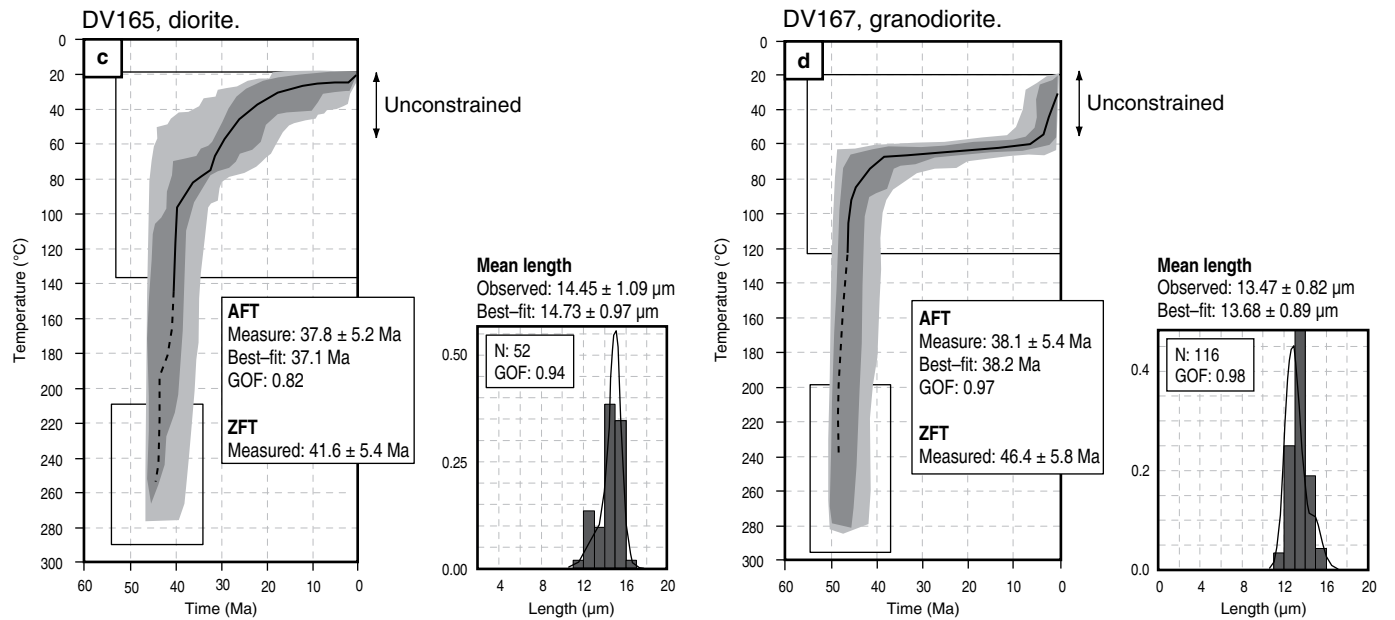 DV165, diorite.
c
0
20
40
60
80
100
120
140
160
180
200
220
240
260
280
300
Temperature (°C)
60
50
40
30
20
10
0
Time (Ma)
Unconstrained
AFT
Measure: 37.8 ± 5.2 Ma
Best–fit: 37.1 Ma
GOF: 0.82
ZFT
Measured: 41.6 ± 5.4 Ma
Mean length
Observed: 14.45 ± 1.09 µm
Best–fit: 14.73 ± 0.97 µm
N: 52
GOF: 0.94
0.50
0.25
0.00
4
8
12
16
20
Length (µm)
DV167, granodiorite.
d
0
20
40
60
80
100
120
140
160
180
200
220
240
260
280
300
Temperature (°C)
60
50
40
30
20
10
0
Time (Ma)
Unconstrained
AFT
Measure: 38.1 ± 5.4 Ma
Best–fit: 38.2 Ma
GOF: 0.97
ZFT
Measured: 46.4 ± 5.8 Ma
Mean length
Observed: 13.47 ± 0.82 µm
Best–fit: 13.68 ± 0.89 µm
N: 116
GOF: 0.98
0.4
0.2
0.0
0
4
8
12
16
20
Length (µm)